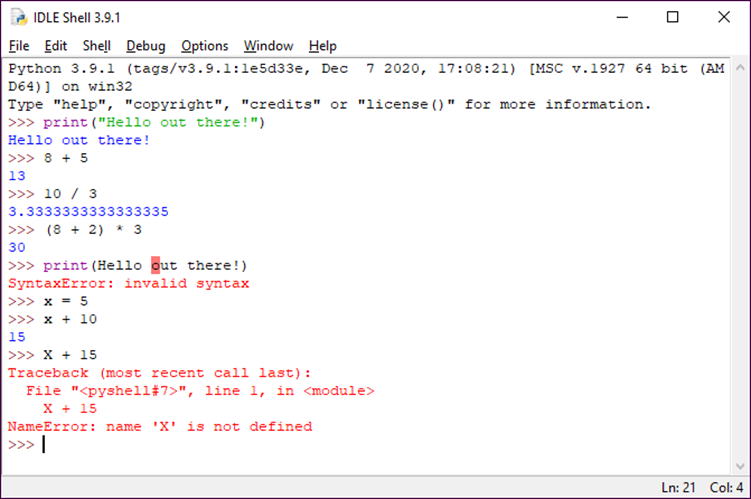 IDLE Shell 3.9.1
File Edit Shell Debug Options Window Help
Python 3.9.1 (tags/v3.9.1:1e5d33e, Dec  7 2020, 17:08:21) [MSC v.1927 64 bit (AM
D64)] on win32
Type "help", "copyright", "credits" or "license()" for more information.
>>> print("Hello out there!")
Hello out there!
>>> 8 + 5
13
>>> 10 / 3
3.3333333333333335
>>> (8 + 2) * 3
30
>>> print(Hello out there!)
SyntaxError: invalid syntax
>>> x = 5
>>> x + 10
15
>>> X + 15
Traceback (most recent call last):
  File "<pyshell#7>", line 1, in <module>
    X + 15
NameError: name 'X' is not defined
>>>
Ln: 21 Col: 4